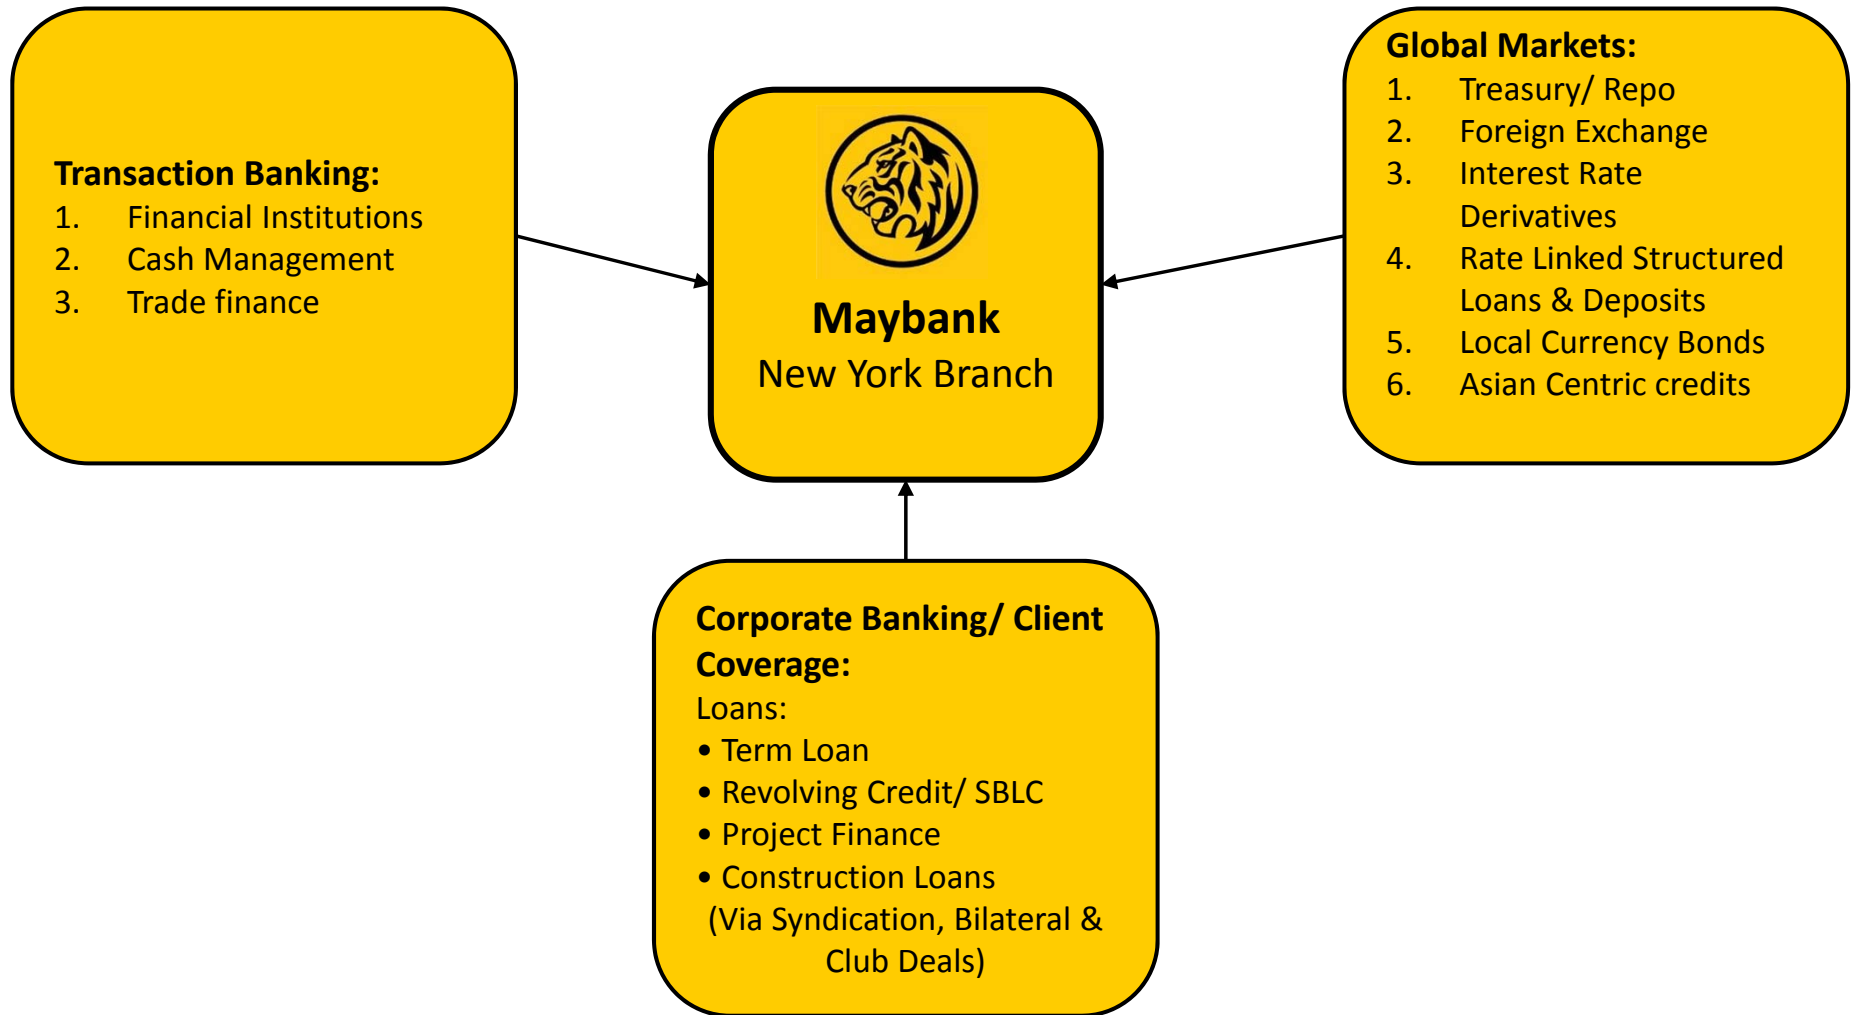 Transaction Banking:
1. Financial Institutions
2. Cash Management
3. Trade finance
Maybank
New York Branch
Global Markets:
1. Treasury/ Repo
2. Foreign Exchange
3. Interest Rate
Derivatives
4. Rate Linked Structured
Loans & Deposits
5. Local Currency Bonds
6. Asian Centric credits
Corporate Banking/ Client
Coverage:
Loans:
• Term Loan
• Revolving Credit/ SBLC
• Project Finance
• Construction Loans
(Via Syndication, Bilateral &
Club Deals)